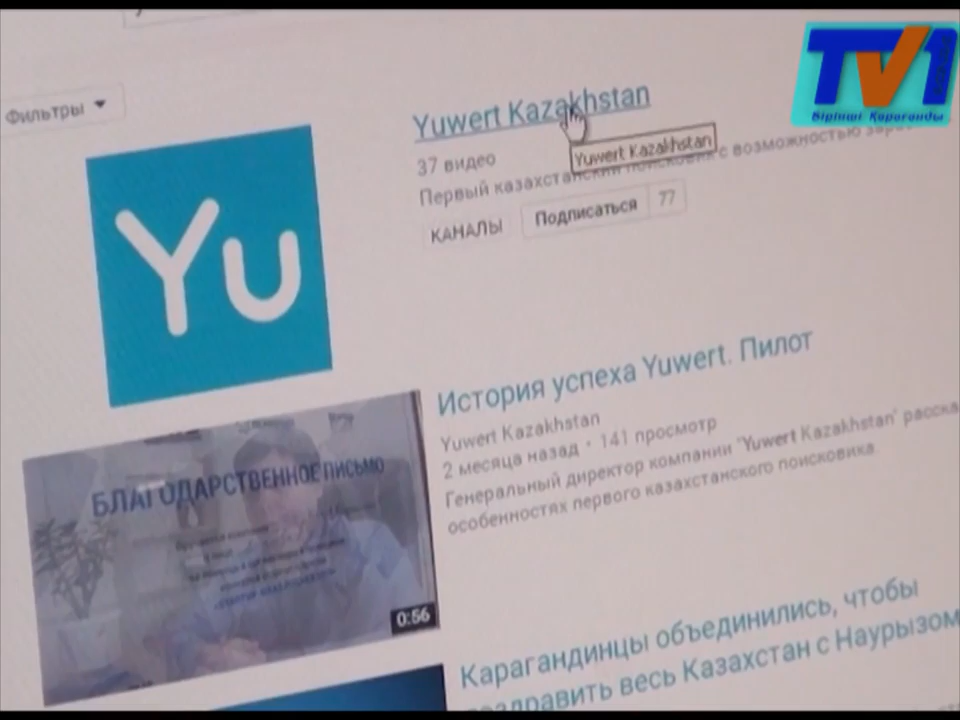 TV1
Бірінші Қарағанды
Фильтры
Yuwert Kazakhstan
Yuwert Kazakhstan
37 видео
Первый казахстанский поисковик с возможностью
КАНАЛЫ
Подписаться 77
Yu
История успеха Yuwert. Пилот
Yuwert Kazakhstan
2 месяца назад • 141 просмотр
Генеральный директор компании "Yuwert Kazakhstan" расска
особенностях первого казахстанского поисковика.
БЛАГОДАРСТВЕННОЕ ПИСЬМО
0:56
Карагандинцы объединились, чтобы
поздравить весь Казахстан с Наурызом